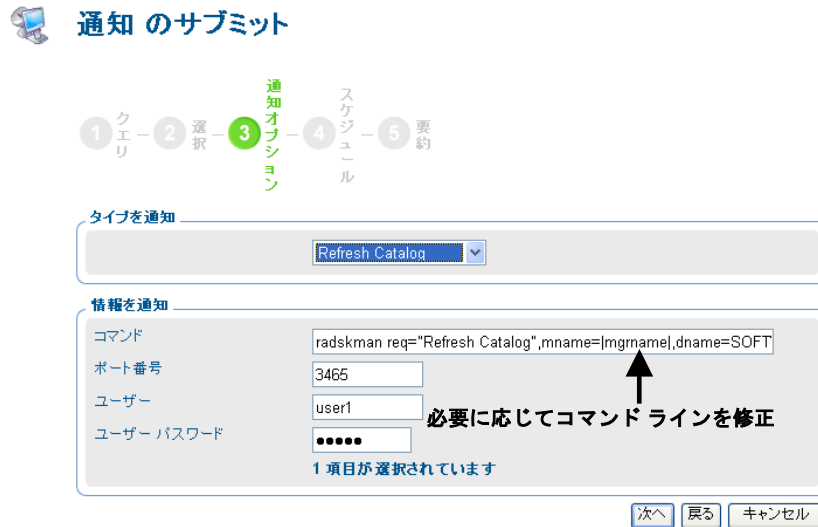 通知 のサブミット
1 クエリ – 2 選択 – 3 通知オプション – 4 スケジュール – 5 要約
タイプを通知
Refresh Catalog
情報を通知
コマンド radskman req="Refresh Catalog",mname=|mgrname|,dname=SOFT
ポート番号 3465
ユーザー user1
必要に応じてコマンド ラインを修正
ユーザー パスワード •••••
1 項目が選択されています
次へ 戻る キャンセル